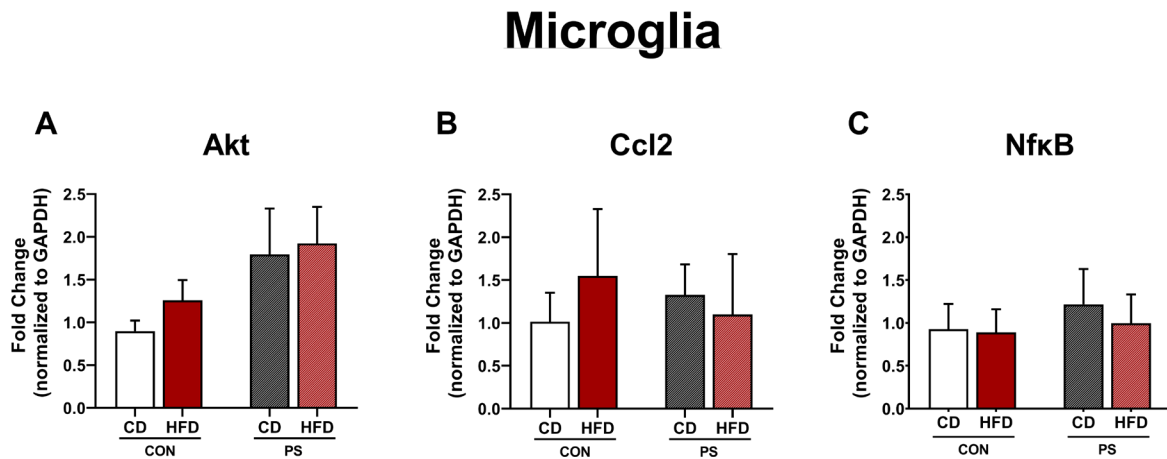 Microglia
A
Akt
Fold Change
(normalized to GAPDH)
2.5
2.0
1.5
1.0
0.5
0.0
CD HFD CD HFD
CON PS
B
Ccl2
Fold Change
(normalized to GAPDH)
2.5
2.0
1.5
1.0
0.5
0.0
CD HFD CD HFD
CON PS
C
NfκB
Fold Change
(normalized to GAPDH)
2.5
2.0
1.5
1.0
0.5
0.0
CD HFD CD HFD
CON PS